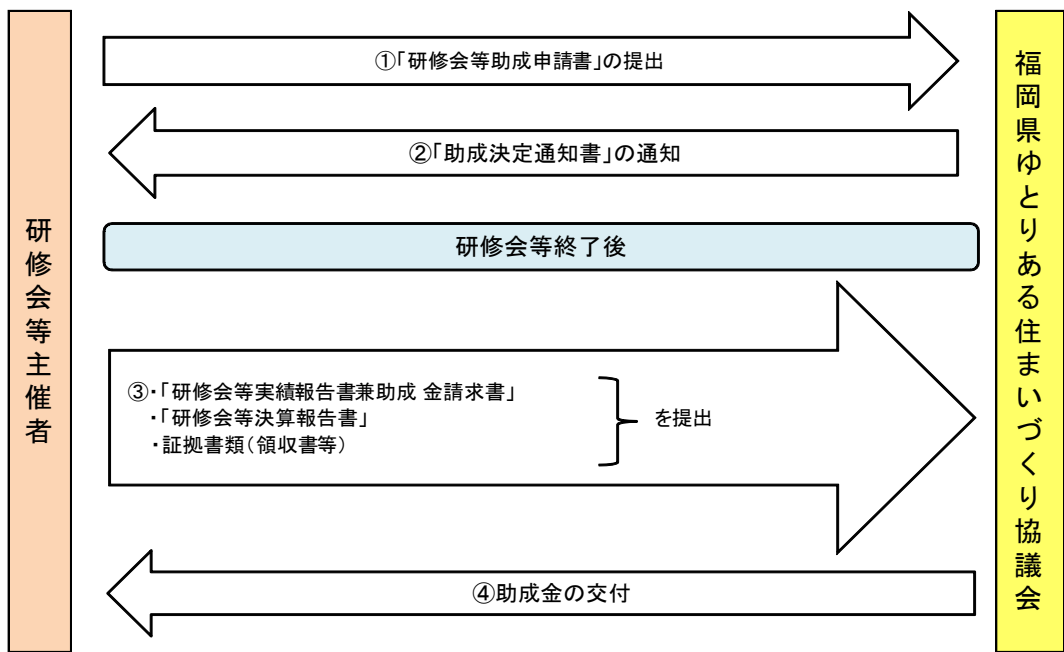 研修会等主催者
①「研修会等助成申請書」の提出
②「助成決定通知書」の通知
研修会等終了後
③・「研修会等実績報告書兼助成 金請求書」
・「研修会等決算報告書」
・証拠書類(領収書等)
を提出
④助成金の交付
福岡県ゆとりある住まいづくり協議会